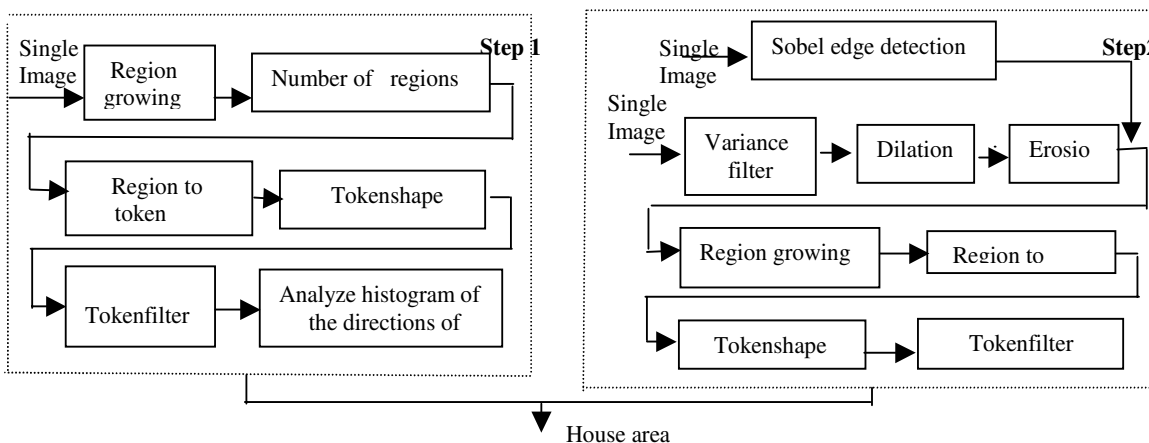 Step 1
Single
Image
Region
growing
Number of regions
Region to
token
Tokenshape
Tokenfilter
Analyze histogram of
the directions of
Step2
Single
Image
Sobel edge detection
Single
Image
Variance
filter
Dilation
Erosio
Region growing
Region to
Tokenshape
Tokenfilter
House area